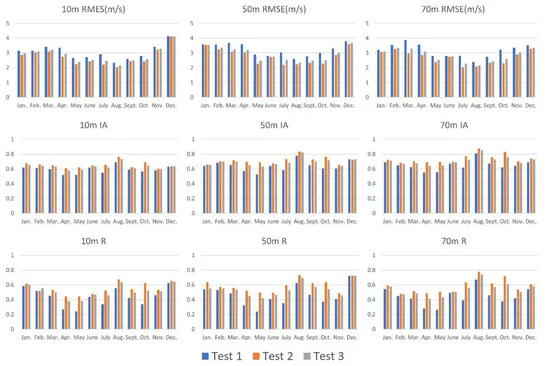 10m RMES(m/s) 50m RMSE(m/s) 70m RMSE(m/s)
5 5 5
4 4 4
3 3 3
2 2 2
1 1 1
0 0 0
Jan. Feb. Mar. Apr. May June July Aug. Sept. Oct. Nov. Dec. Jan. Feb. Mar. Apr. May June July Aug. Sept. Oct. Nov. Dec. Jan. Feb. Mar. Apr. May June July Aug. Sept. Oct. Nov. Dec.
10m IA 50m IA 70m IA
1 1 1
0.8 0.8 0.8
0.6 0.6 0.6
0.4 0.4 0.4
0.2 0.2 0.2
0 0 0
Jan. Feb. Mar. Apr. May June July Aug. Sept. Oct. Nov. Dec. Jan. Feb. Mar. Apr. May June July Aug. Sept. Oct. Nov. Dec. Jan. Feb. Mar. Apr. May June July Aug. Sept. Oct. Nov. Dec.
10m R 50m R 70m R
1 1 1
0.8 0.8 0.8
0.6 0.6 0.6
0.4 0.4 0.4
0.2 0.2 0.2
0 0 0
Jan. Feb. Mar. Apr. May June July Aug. Sept. Oct. Nov. Dec. Jan. Feb. Mar. Apr. May June July Aug. Sept. Oct. Nov. Dec. Jan. Feb. Mar. Apr. May June July Aug. Sept. Oct. Nov. Dec.
Test 1 Test 2 Test 3